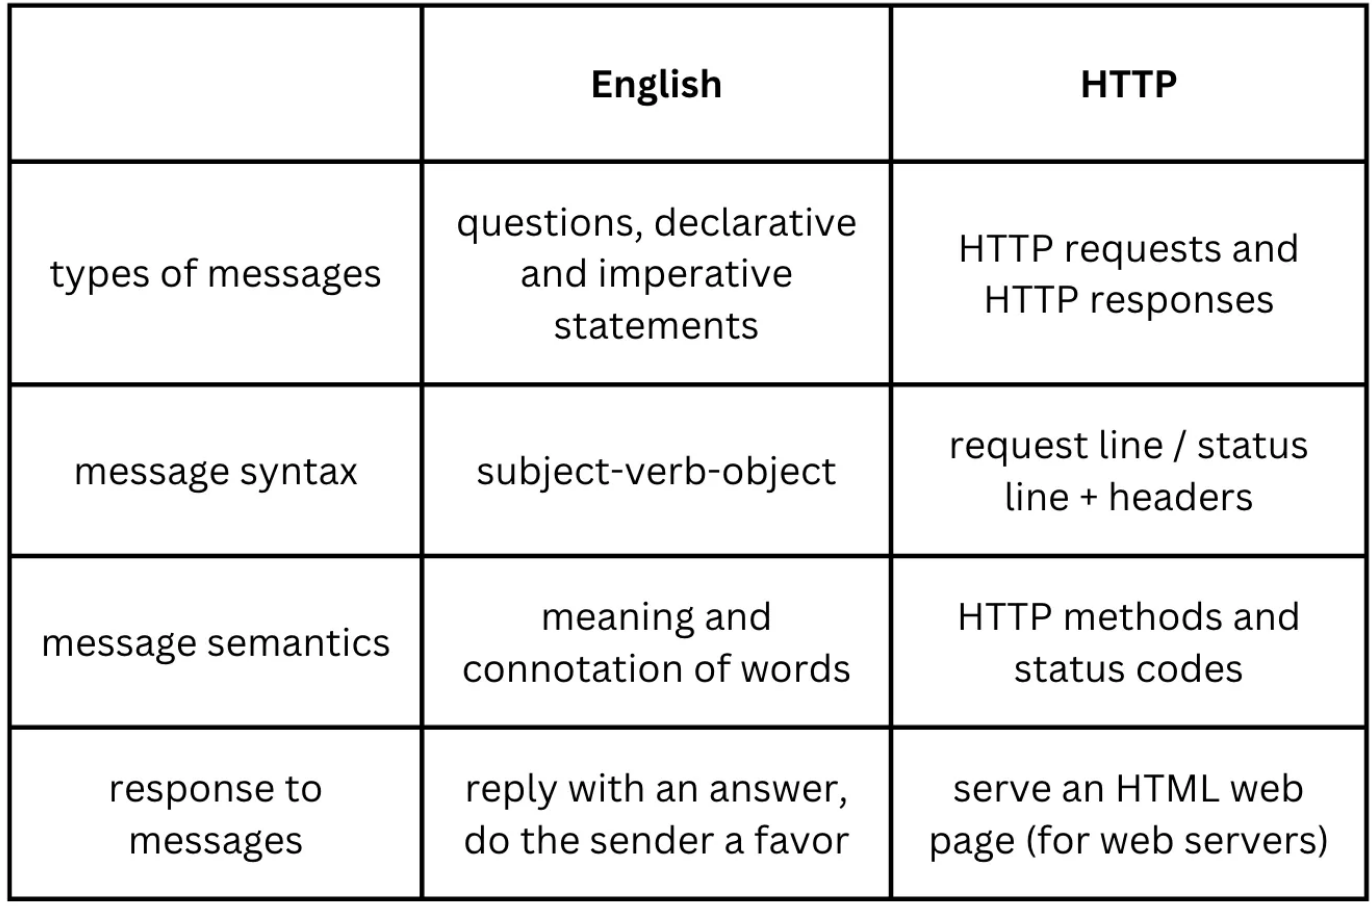 English
HTTP
types of messages
questions, declarative
and imperative
statements
HTTP requests and
HTTP responses
message syntax
subject-verb-object
request line / status
line + headers
message semantics
meaning and
connotation of words
HTTP methods and
status codes
response to
messages
reply with an answer,
do the sender a favor
serve an HTML web
page (for web servers)